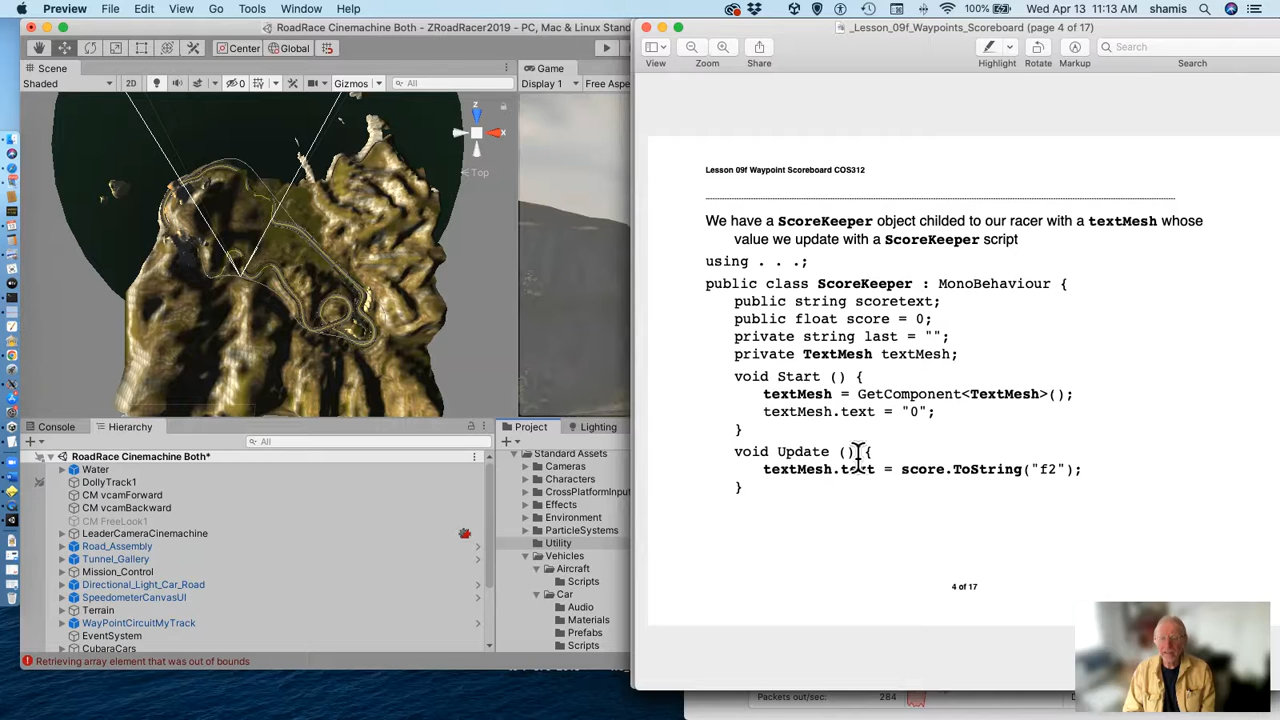 Preview File Edit View Go Tools Window Help 100% Wed Apr 13 11:13 AM shamis
RoadRace Cinemachine Both - ZRoadRacer2019 - PC, Mac & Linux Stand
Center Global
Scene
Shaded 2D 0 Gizmos All
z
x
Top
Game
Display 1 Free Aspe
Console Hierarchy
All
RoadRace Cinemachine Both*
Water
DollyTrack1
CM vcamForward
CM vcamBackward
CM FreeLook1
LeaderCameraCinemachine
Road_Assembly
Tunnel_Gallery
Mission_Control
Directional_Light_Car_Road
SpeedometerCanvasUI
Terrain
WayPointCircuitMyTrack
EventSystem
CubaraCars
Project Lighting
Standard Assets
Cameras
Characters
CrossPlatformInput
Effects
Environment
ParticleSystems
Utility
Vehicles
Aircraft
Scripts
Car
Audio
Materials
Prefabs
Scripts
Retrieving array element that was out of bounds
_Lesson_09f_Waypoints_Scoreboard (page 4 of 17)
Search
View Zoom Share Highlight Rotate Markup Search
Lesson 09f Waypoint Scoreboard COS312
We have a ScoreKeeper object childed to our racer with a textMesh whose
value we update with a ScoreKeeper script
using . . .;
public class ScoreKeeper : MonoBehaviour {
public string scoretext;
public float score = 0;
private string last = "";
private TextMesh textMesh;
void Start () {
textMesh = GetComponent<TextMesh>();
textMesh.text = "0";
}
void Update () {
textMesh.text = score.ToString("f2");
}
4 of 17
Packets out/sec: 284